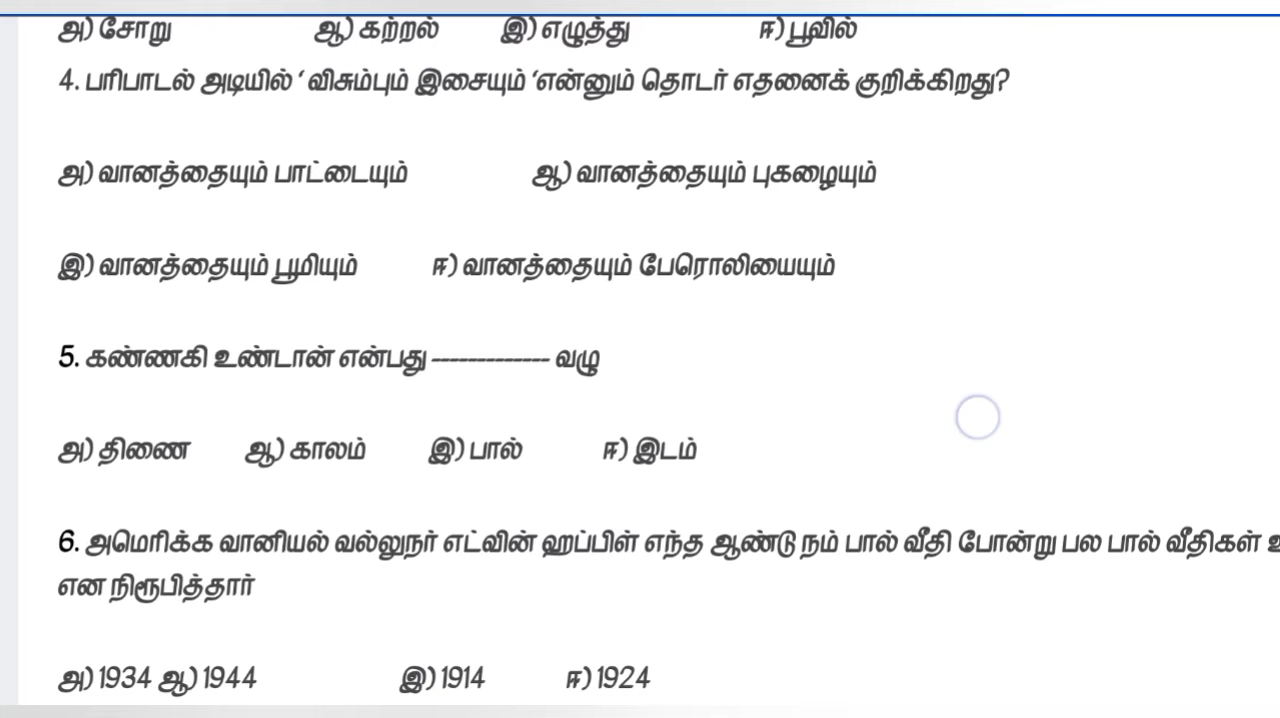 அ) சோறு ஆ) கற்றல் இ) எழுத்து ஈ) பூவில்
4. பரிபாடல் அடியில் ‘ விசும்பும் இசையும் ‘என்னும் தொடர் எதனைக் குறிக்கிறது?
அ) வானத்தையும் பாட்டையும் ஆ) வானத்தையும் புகழையும்
இ) வானத்தையும் பூமியும் ஈ) வானத்தையும் பேரொலியையும்
5. கண்ணகி உண்டான் என்பது ------------- வழு
அ) திணை ஆ) காலம் இ) பால் ஈ) இடம்
6. அமெரிக்க வானியல் வல்லுநர் எட்வின் ஹப்பிள் எந்த ஆண்டு நம் பால் வீதி போன்று பல பால் வீதிகள்
என நிரூபித்தார்
அ) 1934 ஆ) 1944 இ) 1914 ஈ) 1924